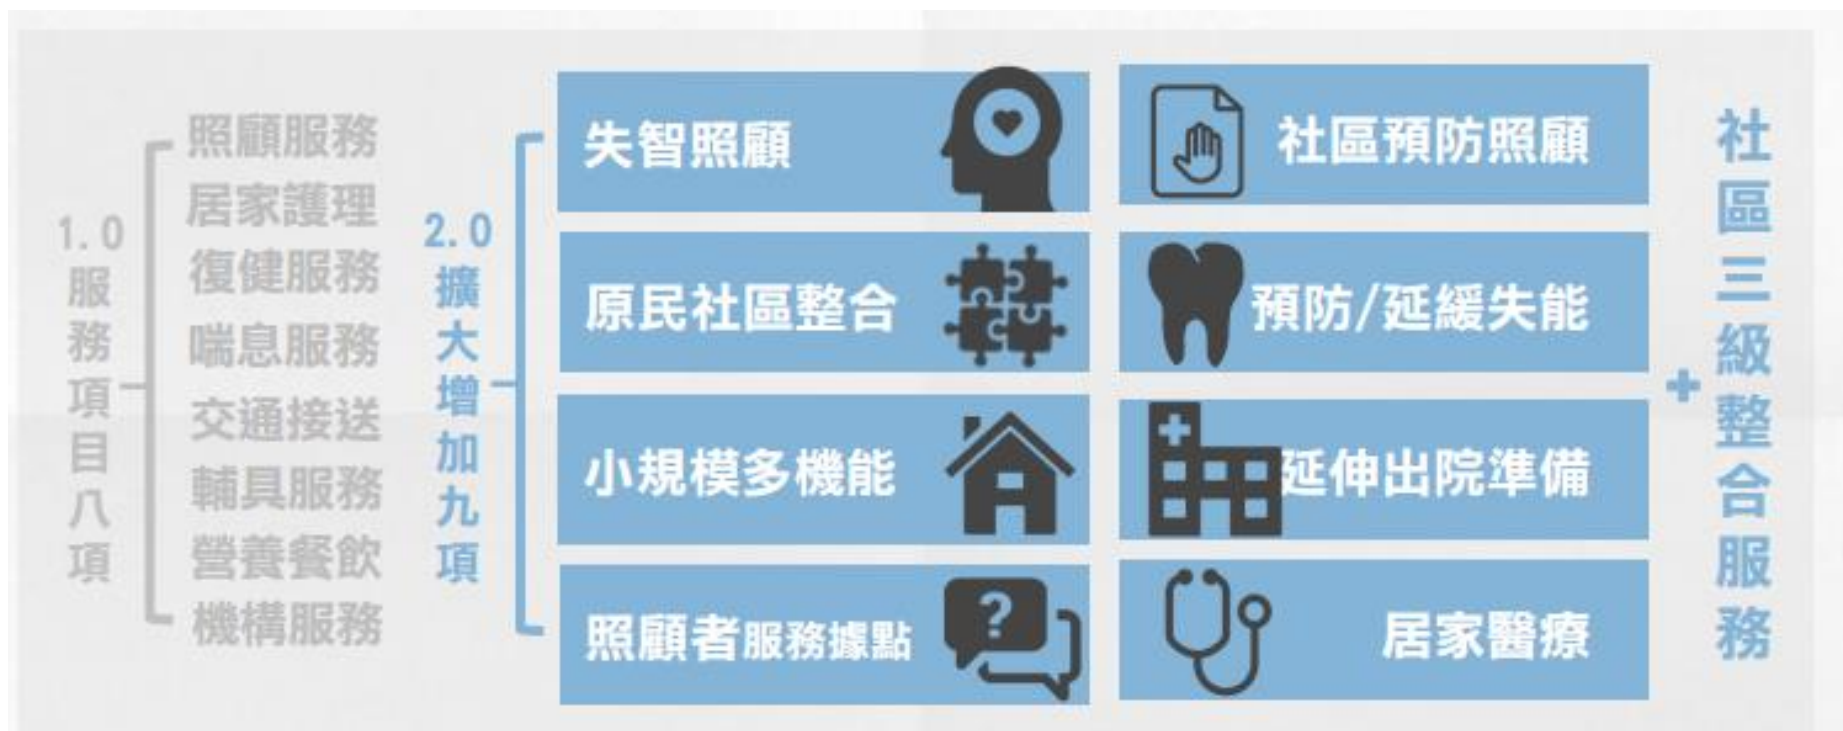 1.0服務項目八項
照顧服務
居家護理
復健服務
喘息服務
交通接送
輔具服務
營養餐飲
機構服務
2.0擴大增加九項
失智照顧
原民社區整合
小規模多機能
照顧者服務據點
?
社區預防照顧
預防/延緩失能
延伸出院準備
居家醫療
+
社區三級整合服務